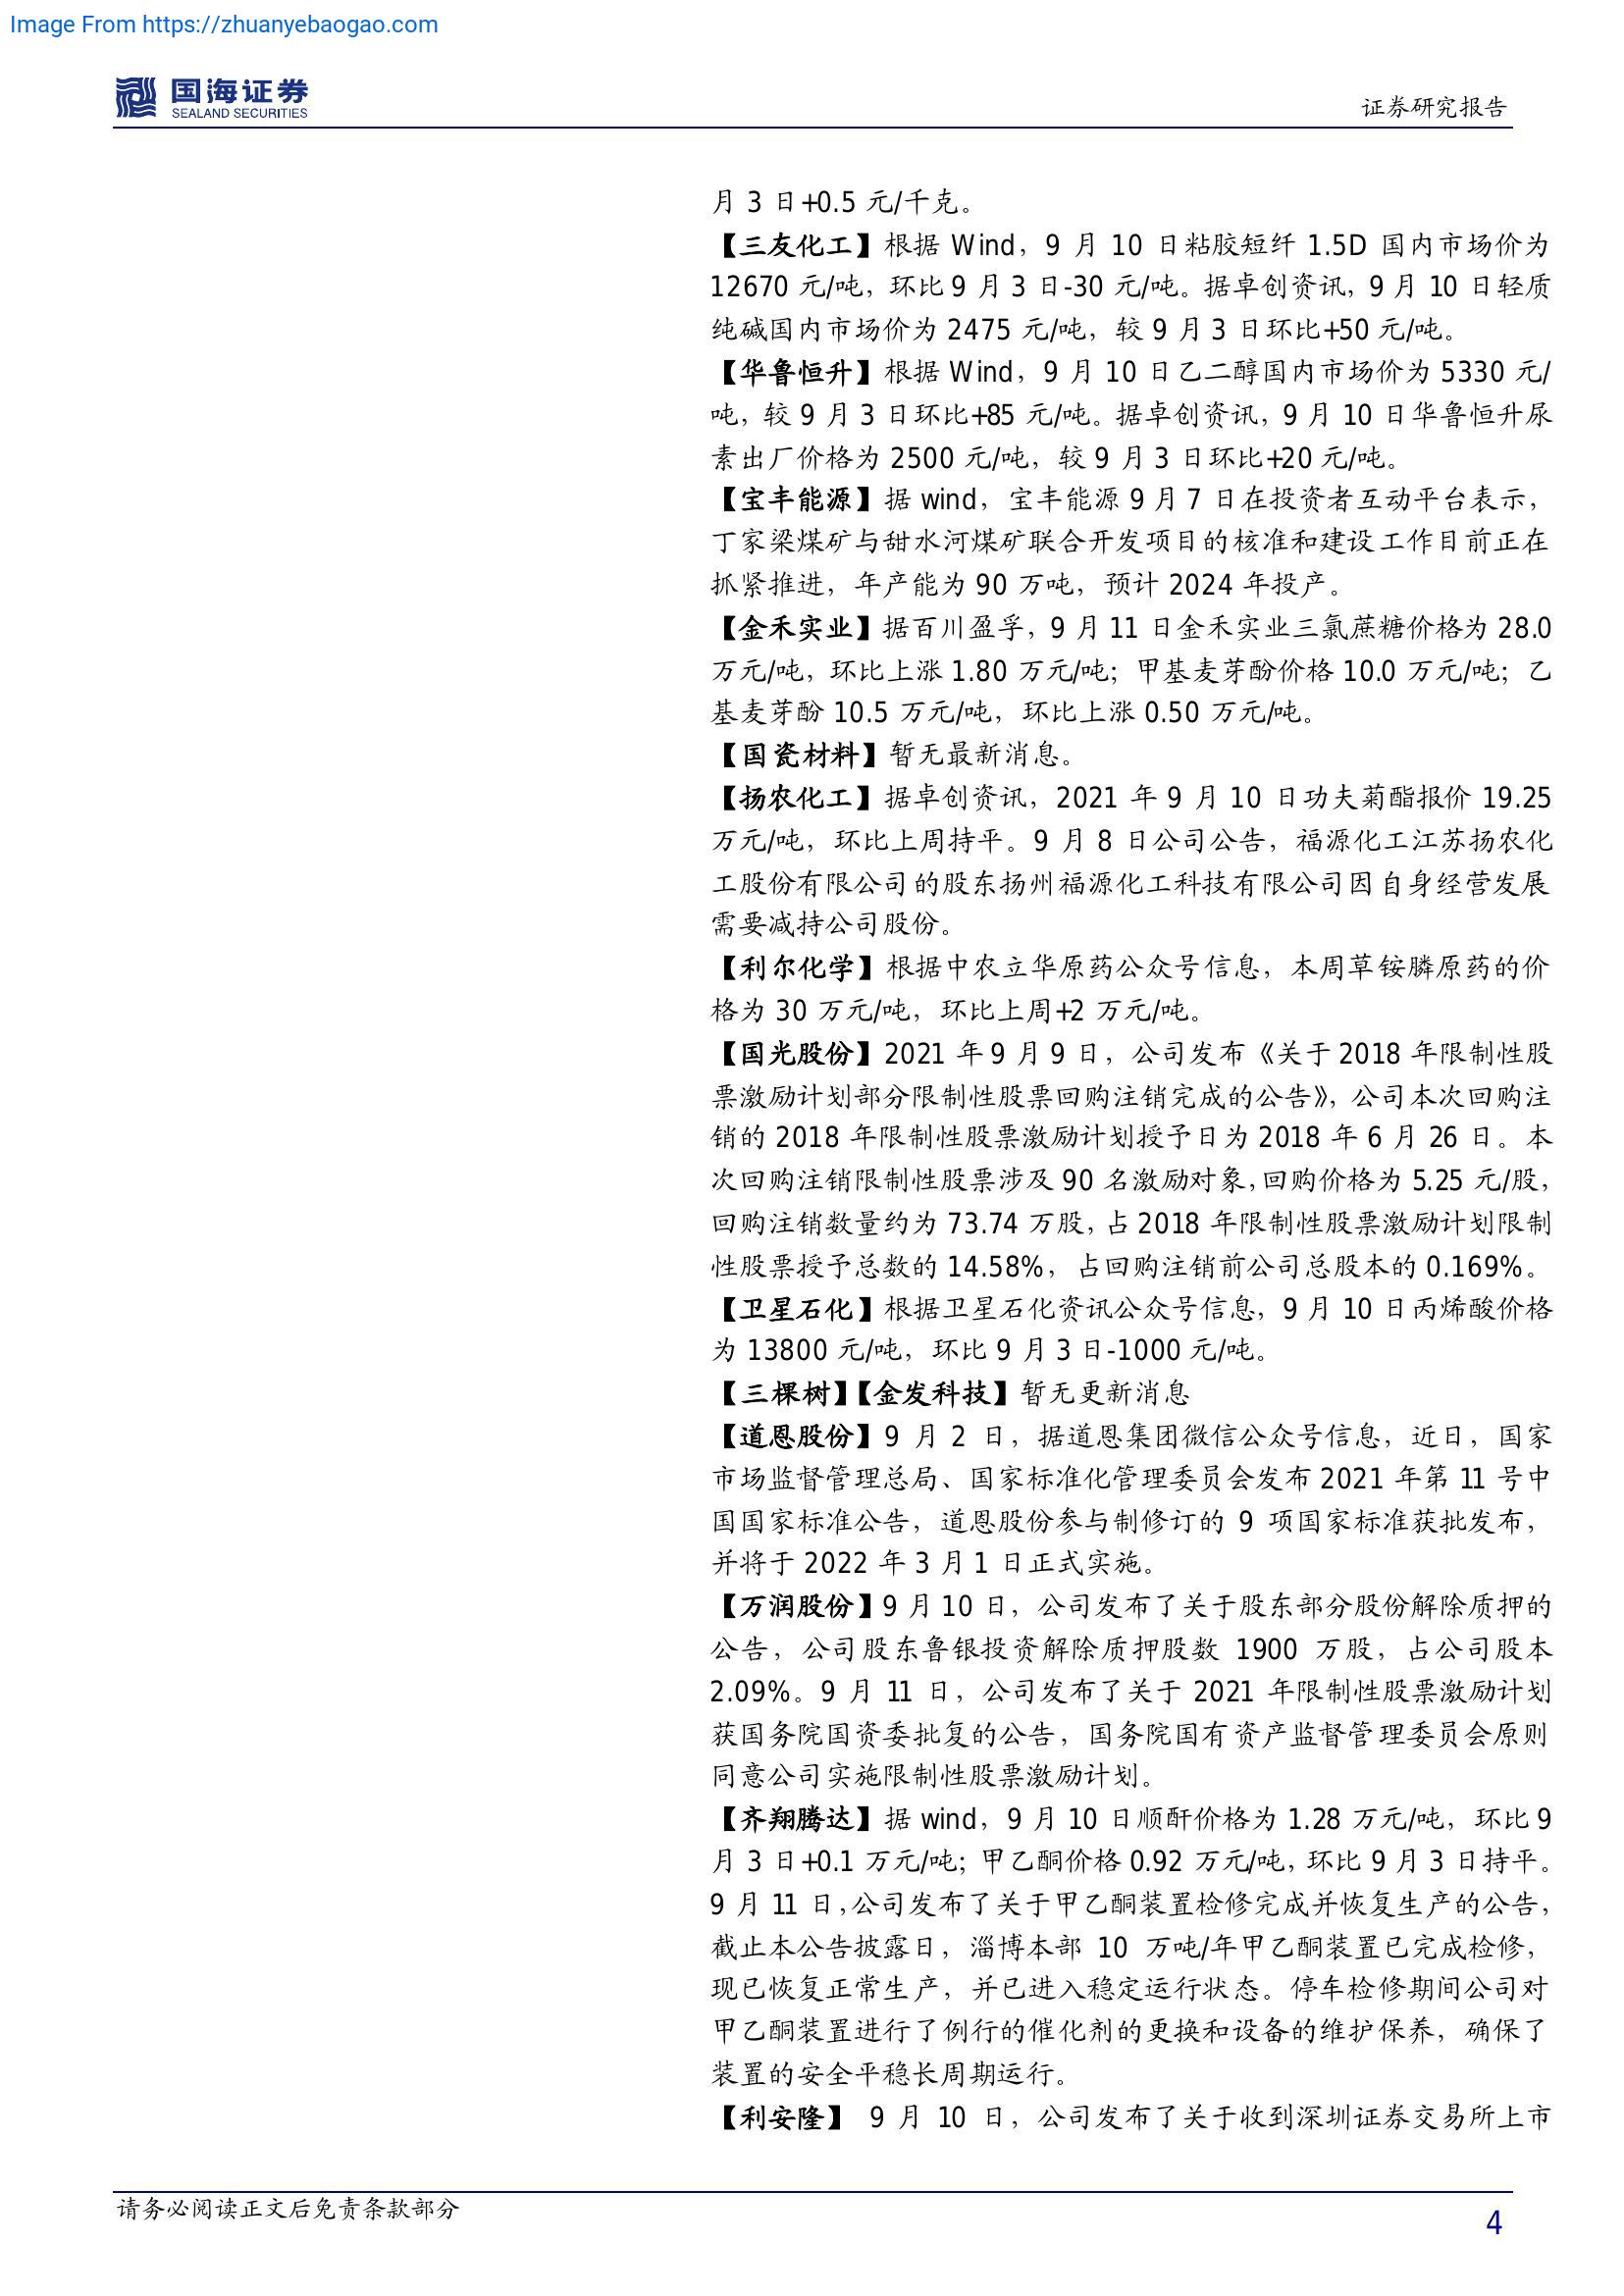 Image From https://zhuanyebaogao.com
国海证券
SEALAND SECURITIES
证券研究报告
月 3 日+0.5 元/千克。
【三友化工】根据 Wind，9 月 10 日粘胶短纤 1.5D 国内市场价为
12670 元/吨，环比 9 月 3 日-30 元/吨。据卓创资讯，9 月 10 日轻质
纯碱国内市场价为 2475 元/吨，较 9 月 3 日环比+50 元/吨。
【华鲁恒升】根据 Wind，9 月 10 日乙二醇国内市场价为 5330 元/
吨，较 9 月 3 日环比+85 元/吨。据卓创资讯，9 月 10 日华鲁恒升尿
素出厂价格为 2500 元/吨，较 9 月 3 日环比+20 元/吨。
【宝丰能源】据 wind，宝丰能源 9 月 7 日在投资者互动平台表示，
丁家梁煤矿与甜水河煤矿联合开发项目的核准和建设工作目前正在
抓紧推进，年产能为 90 万吨，预计 2024 年投产。
【金禾实业】据百川盈孚，9 月 11 日金禾实业三氯蔗糖价格为 28.0
万元/吨，环比上涨 1.80 万元/吨；甲基麦芽酚价格 10.0 万元/吨；乙
基麦芽酚 10.5 万元/吨，环比上涨 0.50 万元/吨。
【国瓷材料】暂无最新消息。
【扬农化工】据卓创资讯，2021 年 9 月 10 日功夫菊酯报价 19.25
万元/吨，环比上周持平。9 月 8 日公司公告，福源化工江苏扬农化
工股份有限公司的股东扬州福源化工科技有限公司因自身经营发展
需要减持公司股份。
【利尔化学】根据中农立华原药公众号信息，本周草铵膦原药的价
格为 30 万元/吨，环比上周+2 万元/吨。
【国光股份】2021 年 9 月 9 日，公司发布《关于 2018 年限制性股
票激励计划部分限制性股票回购注销完成的公告》，公司本次回购注
销的 2018 年限制性股票激励计划授予日为 2018 年 6 月 26 日。本
次回购注销限制性股票涉及 90 名激励对象，回购价格为 5.25 元/股，
回购注销数量约为 73.74 万股，占 2018 年限制性股票激励计划限制
性股票授予总数的 14.58%，占回购注销前公司总股本的 0.169%。
【卫星石化】根据卫星石化资讯公众号信息，9 月 10 日丙烯酸价格
为 13800 元/吨，环比 9 月 3 日-1000 元/吨。
【三棵树】【金发科技】暂无更新消息
【道恩股份】9 月 2 日，据道恩集团微信公众号信息，近日，国家
市场监督管理总局、国家标准化管理委员会发布 2021 年第 11 号中
国国家标准公告，道恩股份参与制修订的 9 项国家标准获批发布，
并将于 2022 年 3 月 1 日正式实施。
【万润股份】9 月 10 日，公司发布了关于股东部分股份解除质押的
公告，公司股东鲁银投资解除质押股数 1900 万股，占公司股本
2.09%。9 月 11 日，公司发布了关于 2021 年限制性股票激励计划
获国务院国资委批复的公告，国务院国有资产监督管理委员会原则
同意公司实施限制性股票激励计划。
【齐翔腾达】据 wind，9 月 10 日顺酐价格为 1.28 万元/吨，环比 9
月 3 日+0.1 万元/吨；甲乙酮价格 0.92 万元/吨，环比 9 月 3 日持平。
9 月 11 日，公司发布了关于甲乙酮装置检修完成并恢复生产的公告，
截止本公告披露日，淄博本部 10 万吨/年甲乙酮装置已完成检修，
现已恢复正常生产，并已进入稳定运行状态。停车检修期间公司对
甲乙酮装置进行了例行的催化剂的更换和设备的维护保养，确保了
装置的安全平稳长周期运行。
【利安隆】 9 月 10 日，公司发布了关于收到深圳证券交易所上市
请务必阅读正文后免责条款部分
4